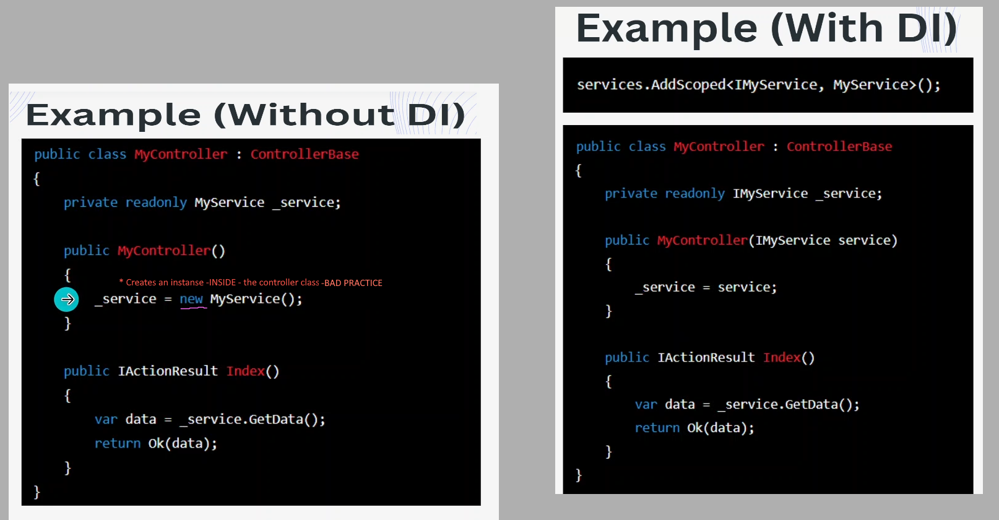 Example (Without DI)
public class MyController : ControllerBase
{
private readonly MyService _service;
public MyController()
{
* Creates an instanse -INSIDE - the controller class -BAD PRACTICE
_service = new MyService();
}
public IActionResult Index()
{
var data = _service.GetData();
return Ok(data);
}
}
Example (With DI)
services.AddScoped<IMyService, MyService>();
public class MyController : ControllerBase
{
private readonly IMyService _service;
public MyController(IMyService service)
{
_service = service;
}
public IActionResult Index()
{
var data = _service.GetData();
return Ok(data);
}
}